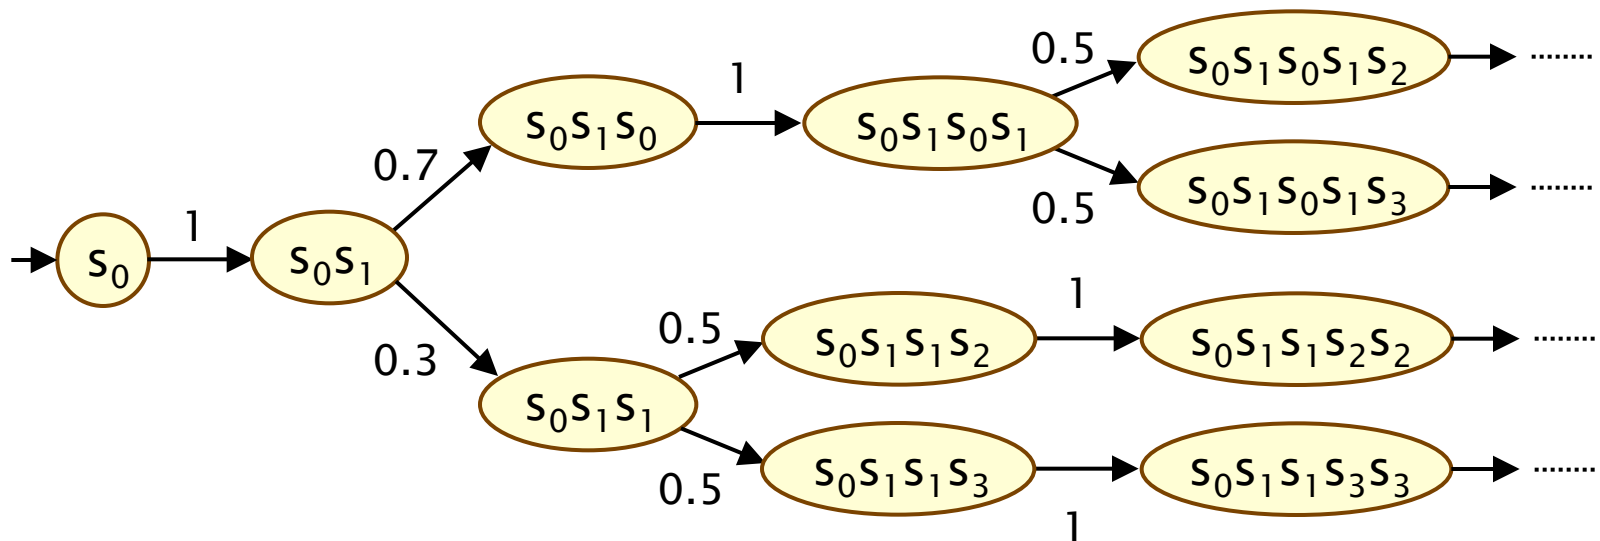 0.5
s₀s₁s₀s₁s₂
........
1
s₀s₁s₀
s₀s₁s₀s₁
0.7
0.5
s₀s₁s₀s₁s₃
........
1
s₀
s₀s₁
0.3
0.5
s₀s₁s₁s₂
1
s₀s₁s₁s₂s₂
........
s₀s₁s₁
0.5
s₀s₁s₁s₃
1
s₀s₁s₁s₃s₃
........